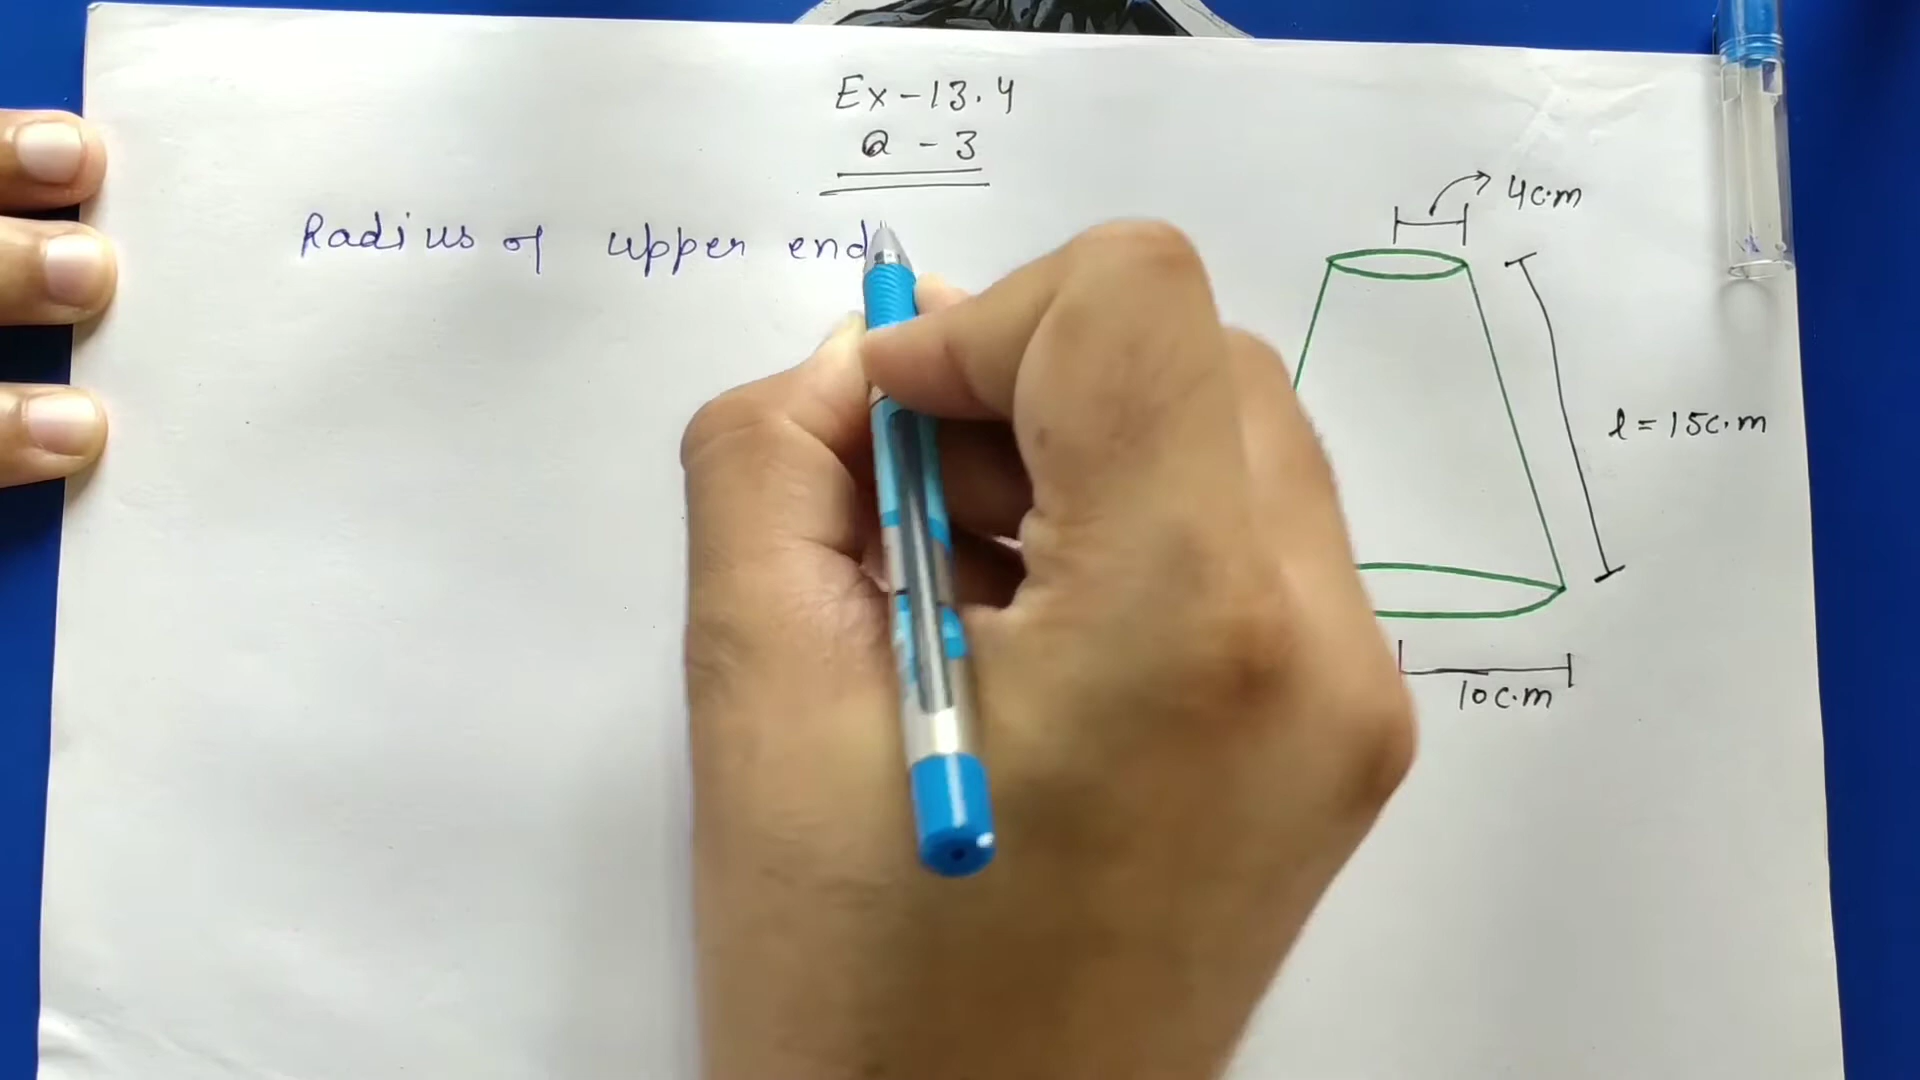 Ex-13.4
Q - 3
Radius of upper end
4c.m
l = 15c.m
10c.m